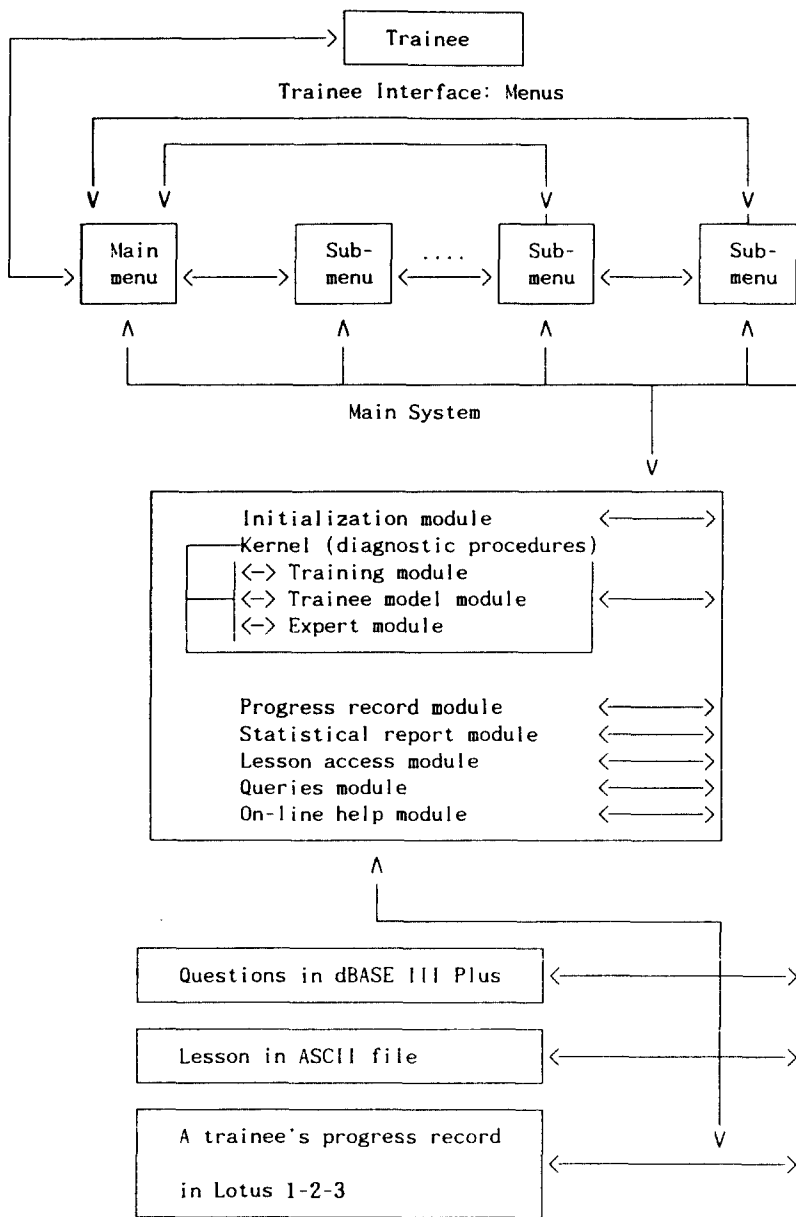 Trainee
Trainee Interface: Menus
Main menu
Sub-menu
....
Sub-menu
Sub-menu
Main System
Initialization module
Kernel (diagnostic procedures)
<-> Training module
<-> Trainee model module
<-> Expert module
Progress record module
Statistical report module
Lesson access module
Queries module
On-line help module
Questions in dBASE III Plus
Lesson in ASCII file
A trainee's progress record
in Lotus 1-2-3